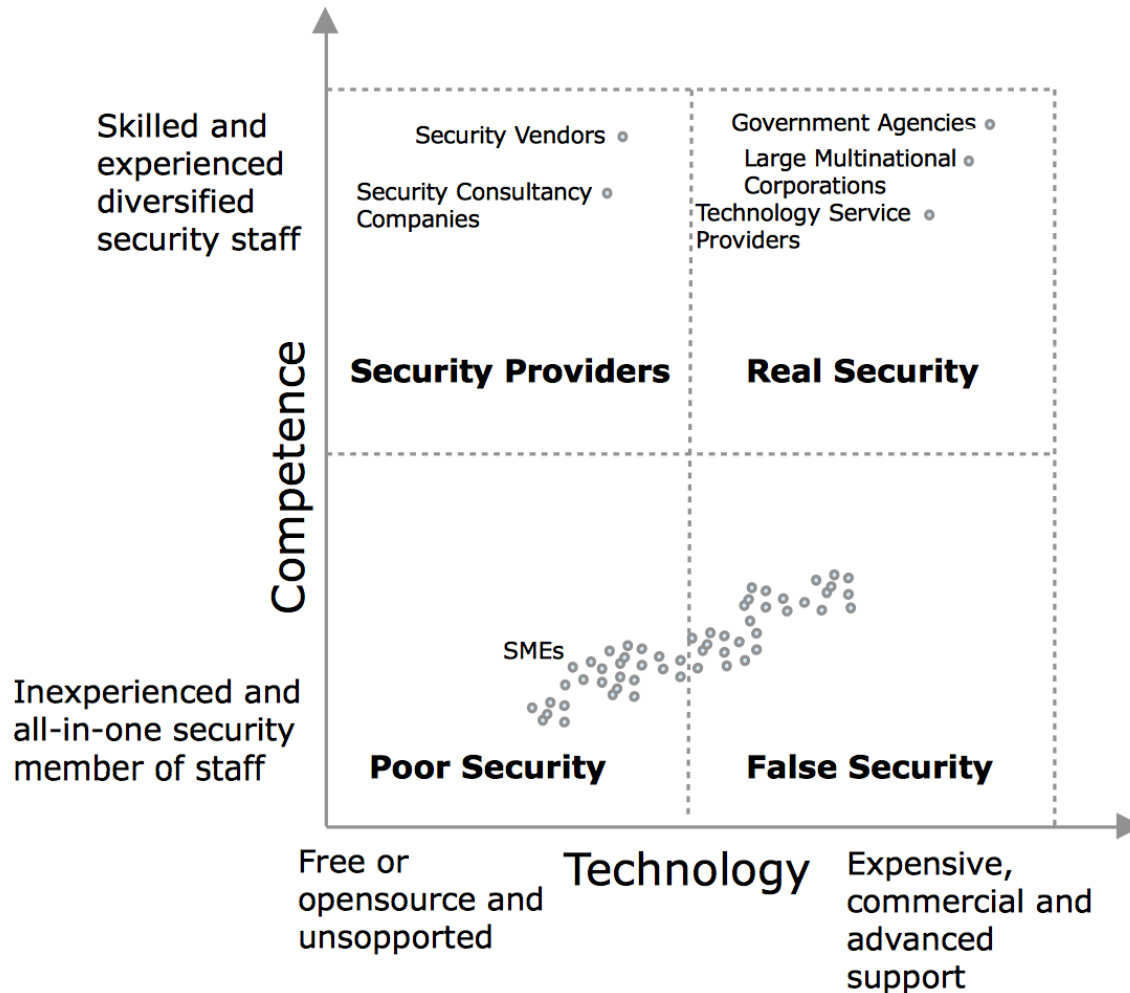 Skilled and
experienced
diversified
security staff
Security Vendors
Security Consultancy
Companies
Government Agencies
Large Multinational
Corporations
Technology Service
Providers
Security Providers
Real Security
Competence
SMEs
Inexperienced and
all-in-one security
member of staff
Poor Security
False Security
Free or
opensource and
unsopported
Technology
Expensive,
commercial and
advanced
support